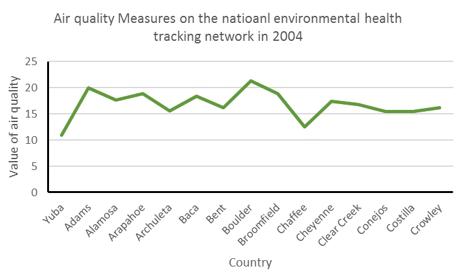 Air quality Measures on the natioanl environmental health
tracking network in 2004
Value of air quality
25
20
15
10
5
0
Yuba
Adams
Alamosa
Arapahoe
Archuleta
Baca
Bent
Boulder
Broomfield
Chaffee
Cheyenne
Clear Creek
Conejos
Costilla
Crowley
Country